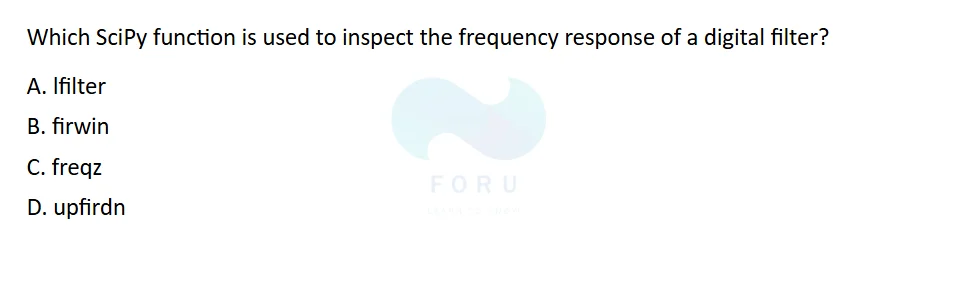 Which SciPy function is used to inspect the frequency response of a digital filter?
A. lfilter
B. firwin
C. freqz
D. upfirdn
FORU